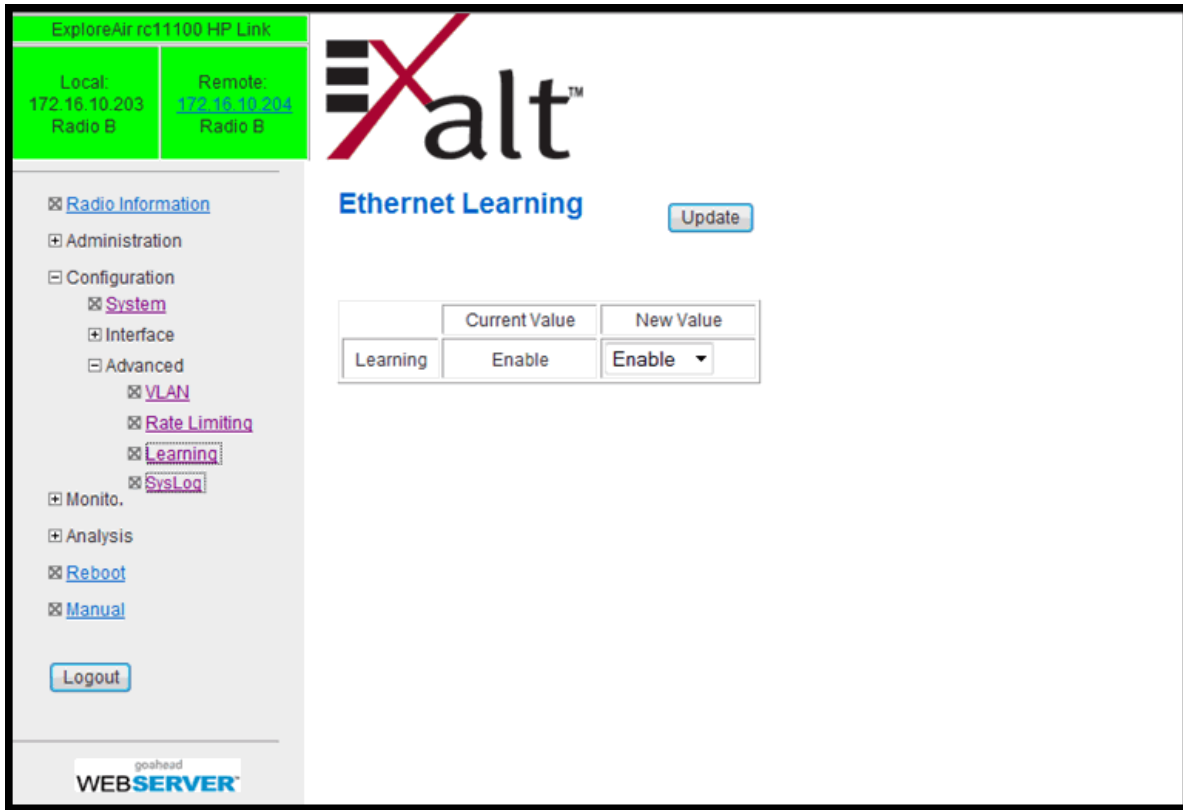 ExploreAir rc11100 HP Link
Local:
172.16.10.203
Radio B
Remote:
172.16.10.204
Radio B
EXalt™
Radio Information
Administration
Configuration
System
Interface
Advanced
VLAN
Rate Limiting
Learning
SysLog
Monito.
Analysis
Reboot
Manual
Logout
goahead
WEBSERVER
Ethernet Learning
Update
Current Value New Value
Learning Enable Enable